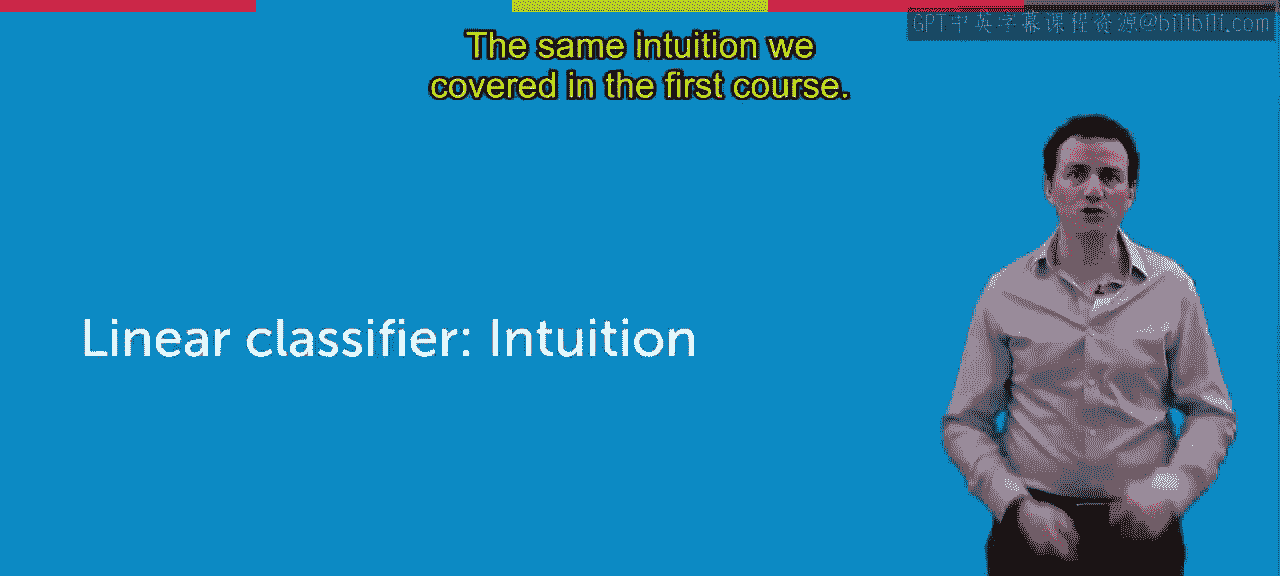 GPT中英字幕课程资源@bilibili.com
The same intuition we
covered in the first course.
Linear classifier: Intuition